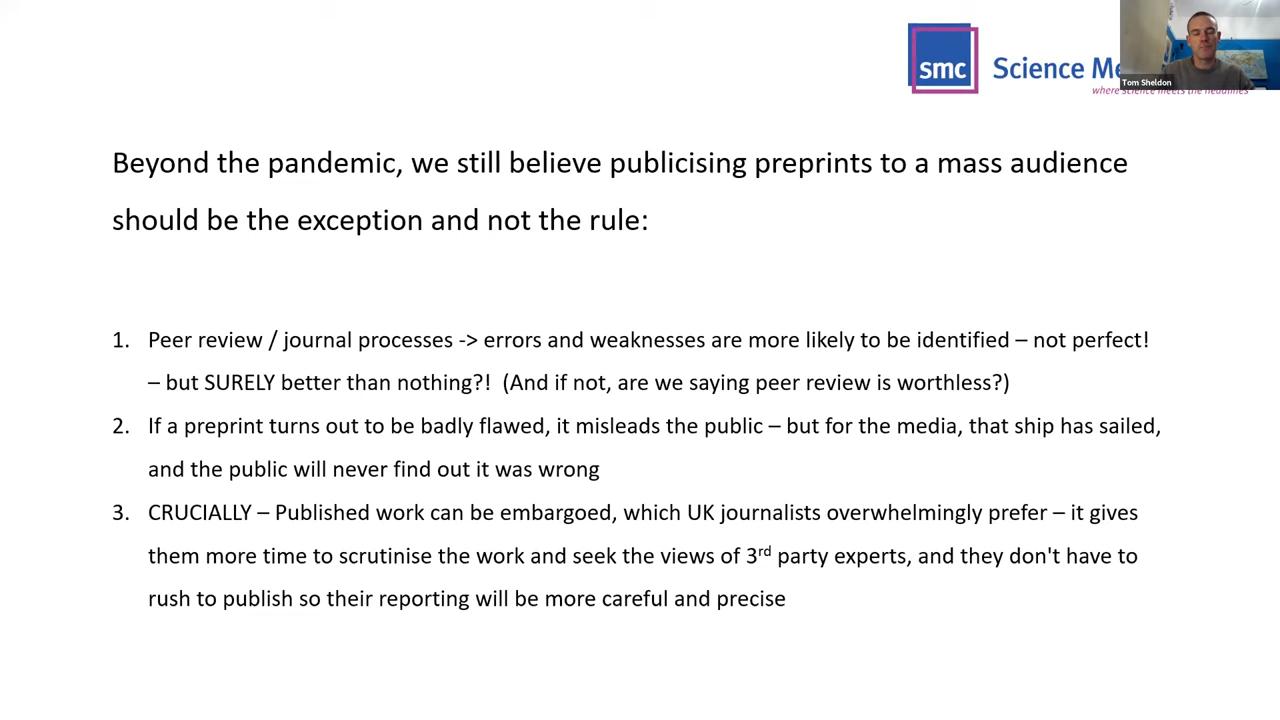 smc
Science Me
Tom Sheldon
where science meets the headlines
Beyond the pandemic, we still believe publicising preprints to a mass audience
should be the exception and not the rule:
1. Peer review / journal processes -> errors and weaknesses are more likely to be identified – not perfect!
– but SURELY better than nothing?!  (And if not, are we saying peer review is worthless?)
2. If a preprint turns out to be badly flawed, it misleads the public – but for the media, that ship has sailed,
and the public will never find out it was wrong
3. CRUCIALLY – Published work can be embargoed, which UK journalists overwhelmingly prefer – it gives
them more time to scrutinise the work and seek the views of 3rd party experts, and they don't have to
rush to publish so their reporting will be more careful and precise